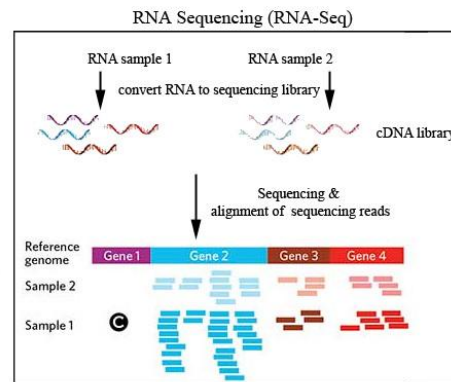 RNA Sequencing (RNA-Seq)
RNA sample 1
RNA sample 2
convert RNA to sequencing library
cDNA library
Sequencing &
alignment of sequencing reads
Reference
genome
Gene 1
Gene 2
Gene 3
Gene 4
Sample 2
Sample 1
C